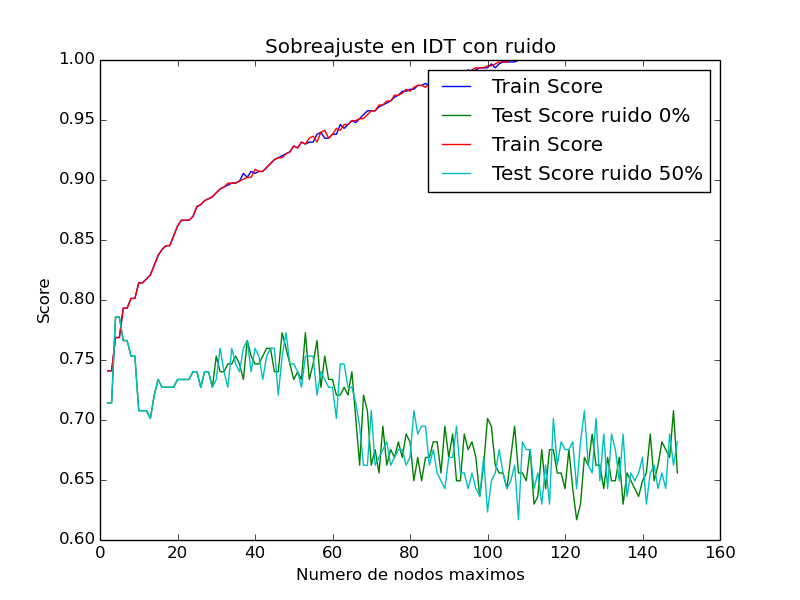 Sobreajuste en IDT con ruido
1.00
0.95
0.90
0.85
0.80
0.75
0.70
0.65
0.60
Score
Train Score
Test Score ruido 0%
Train Score
Test Score ruido 50%
0 20 40 60 80 100 120 140 160
Numero de nodos maximos